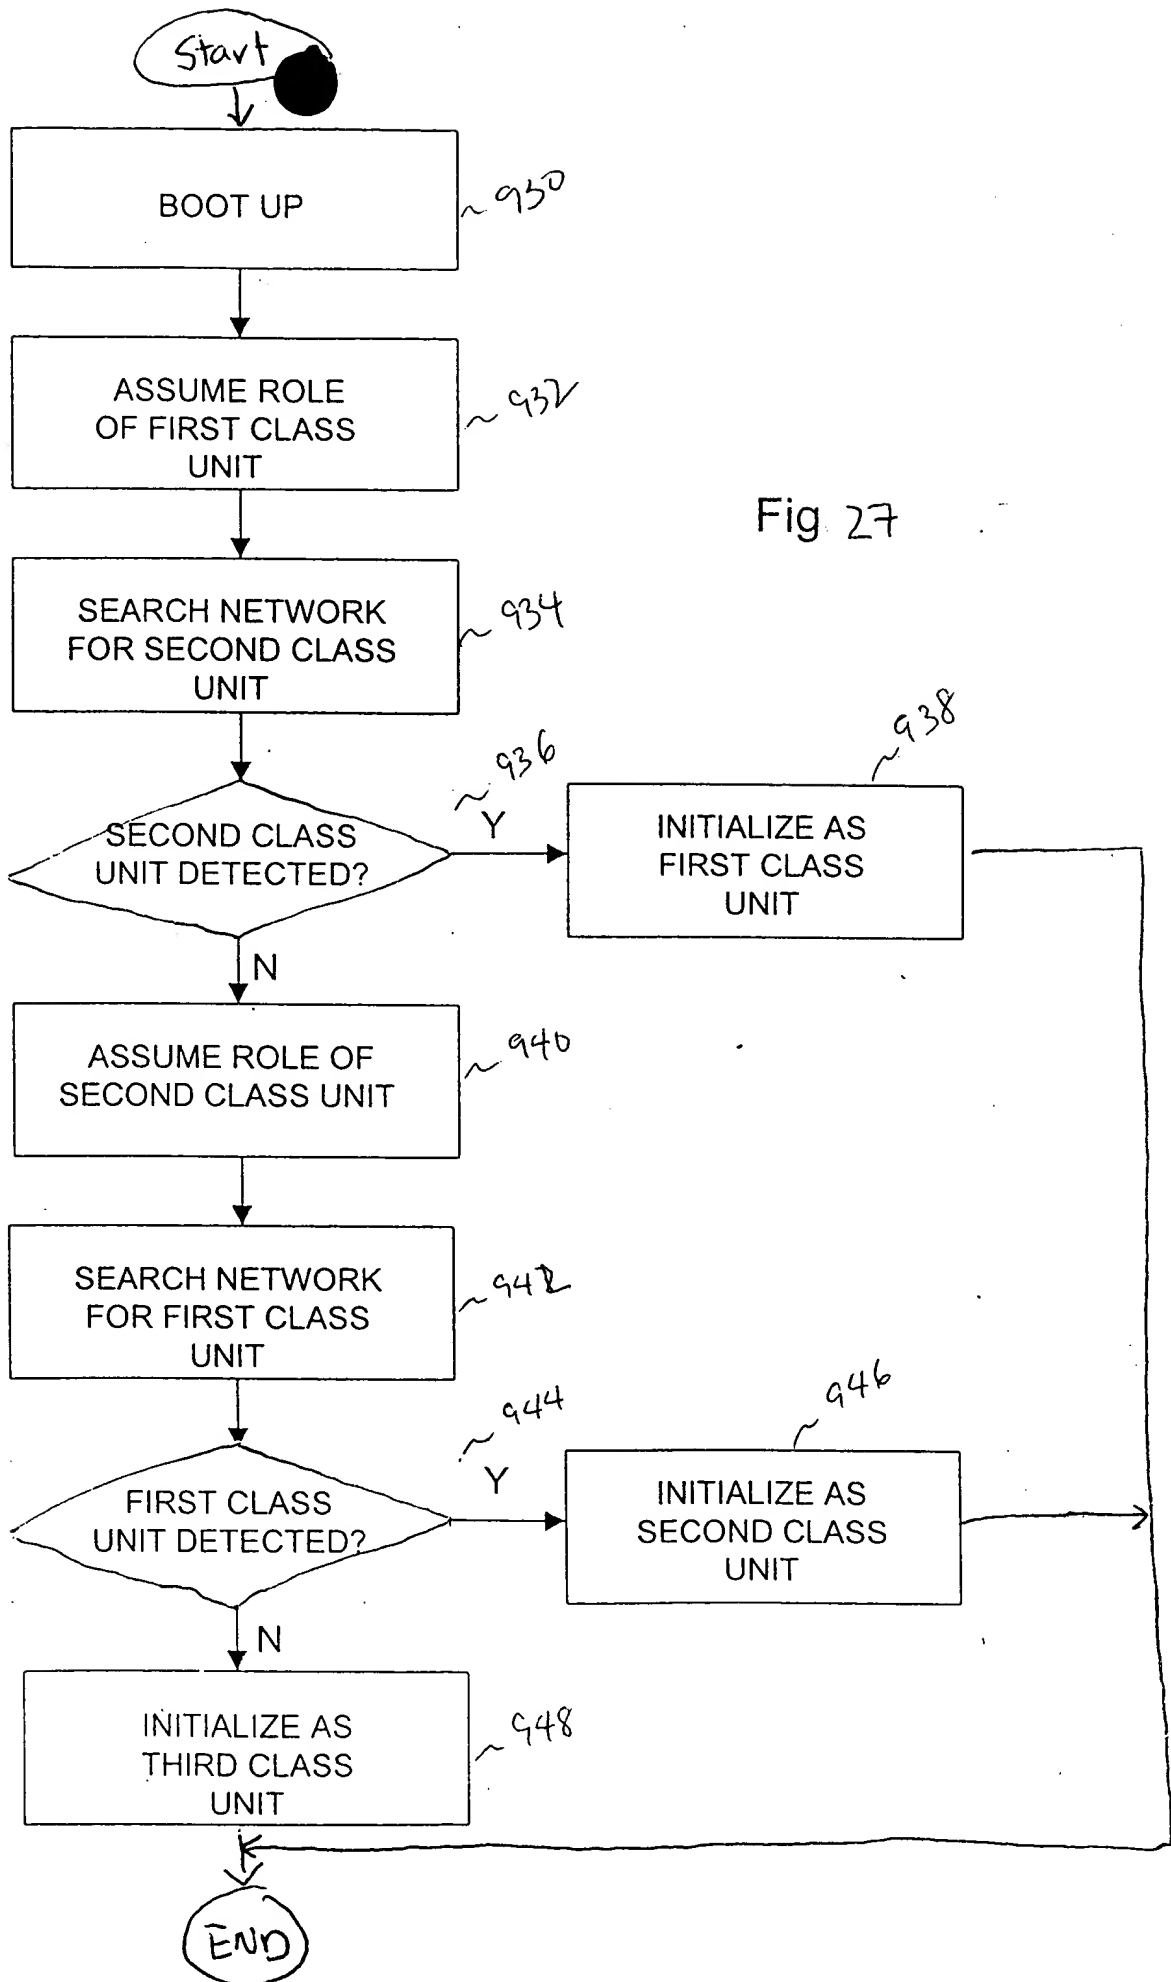 Start
BOOT UP
930
ASSUME ROLE
OF FIRST CLASS
UNIT
932
Fig 27
SEARCH NETWORK
FOR SECOND CLASS
UNIT
934
SECOND CLASS
UNIT DETECTED?
936
Y
INITIALIZE AS
FIRST CLASS
UNIT
938
N
ASSUME ROLE OF
SECOND CLASS UNIT
940
SEARCH NETWORK
FOR FIRST CLASS
UNIT
942
FIRST CLASS
UNIT DETECTED?
944
Y
INITIALIZE AS
SECOND CLASS
UNIT
946
N
INITIALIZE AS
THIRD CLASS
UNIT
948
END